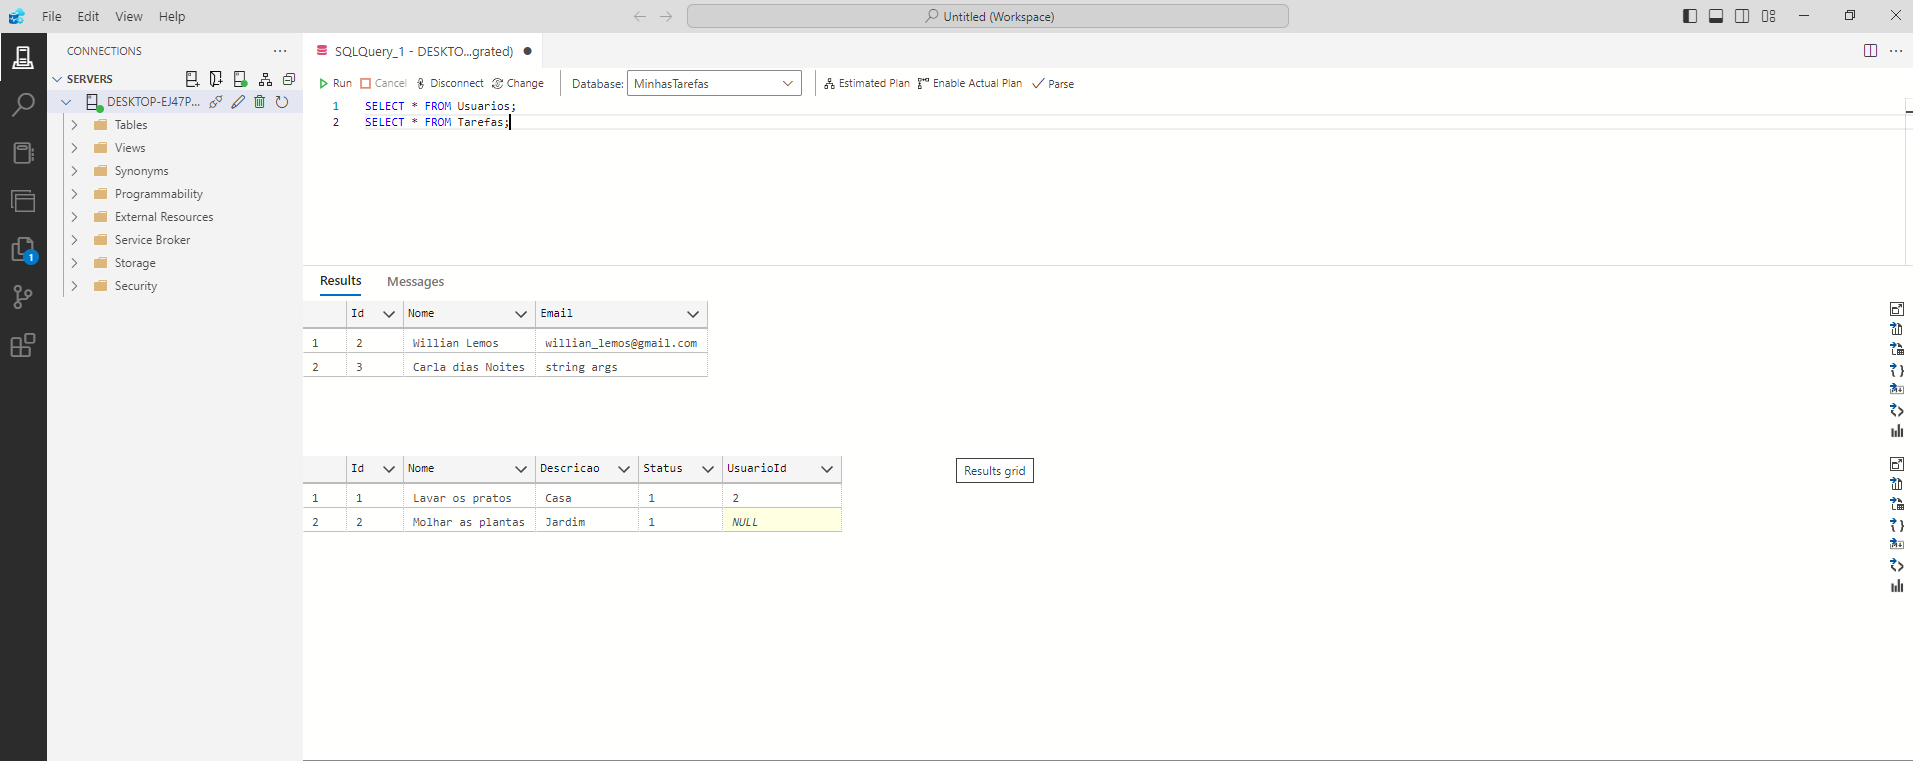 File Edit View Help Untitled (Workspace)
CONNECTIONS
SERVERS
DESKTOP-EJ47P...
Tables
Views
Synonyms
Programmability
External Resources
Service Broker
Storage
Security
1
SQLQuery_1 - DESKTO...grated)
Run Cancel Disconnect Change Database: MinhasTarefas Estimated Plan Enable Actual Plan Parse
1 SELECT * FROM Usuarios;
2 SELECT * FROM Tarefas;
Results Messages
Id Nome Email
1 2 Willian Lemos willian_lemos@gmail.com
2 3 Carla dias Noites string args
Id Nome Descricao Status UsuarioId
1 1 Lavar os pratos Casa 1 2
2 2 Molhar as plantas Jardim 1 NULL
Results grid